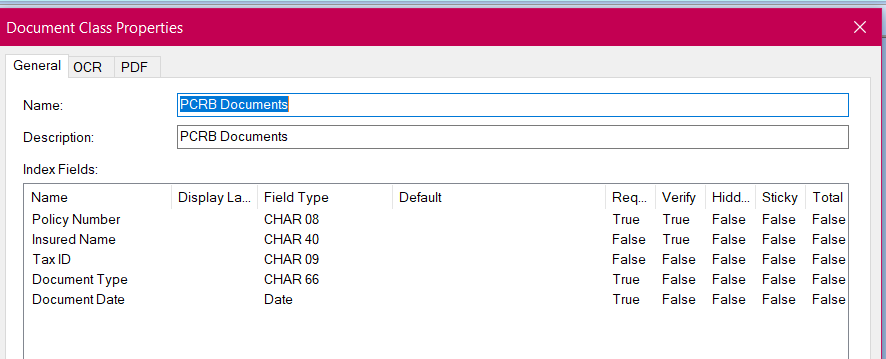 Document Class Properties
General OCR PDF
Name: PCRB Documents
Description: PCRB Documents
Index Fields:
Name Display La... Field Type Default Req... Verify Hidd... Sticky Total
Policy Number CHAR 08 True True False False False
Insured Name CHAR 40 False True False False False
Tax ID CHAR 09 False False False False False
Document Type CHAR 66 True False False False False
Document Date Date True False False False False